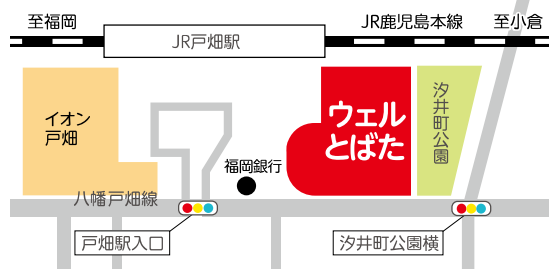 至福岡
JR鹿児島本線
至小倉
JR戸畑駅
イオン
戸畑
ウェル
とばた
汐井町公園
福岡銀行
八幡戸畑線
戸畑駅入口
汐井町公園横